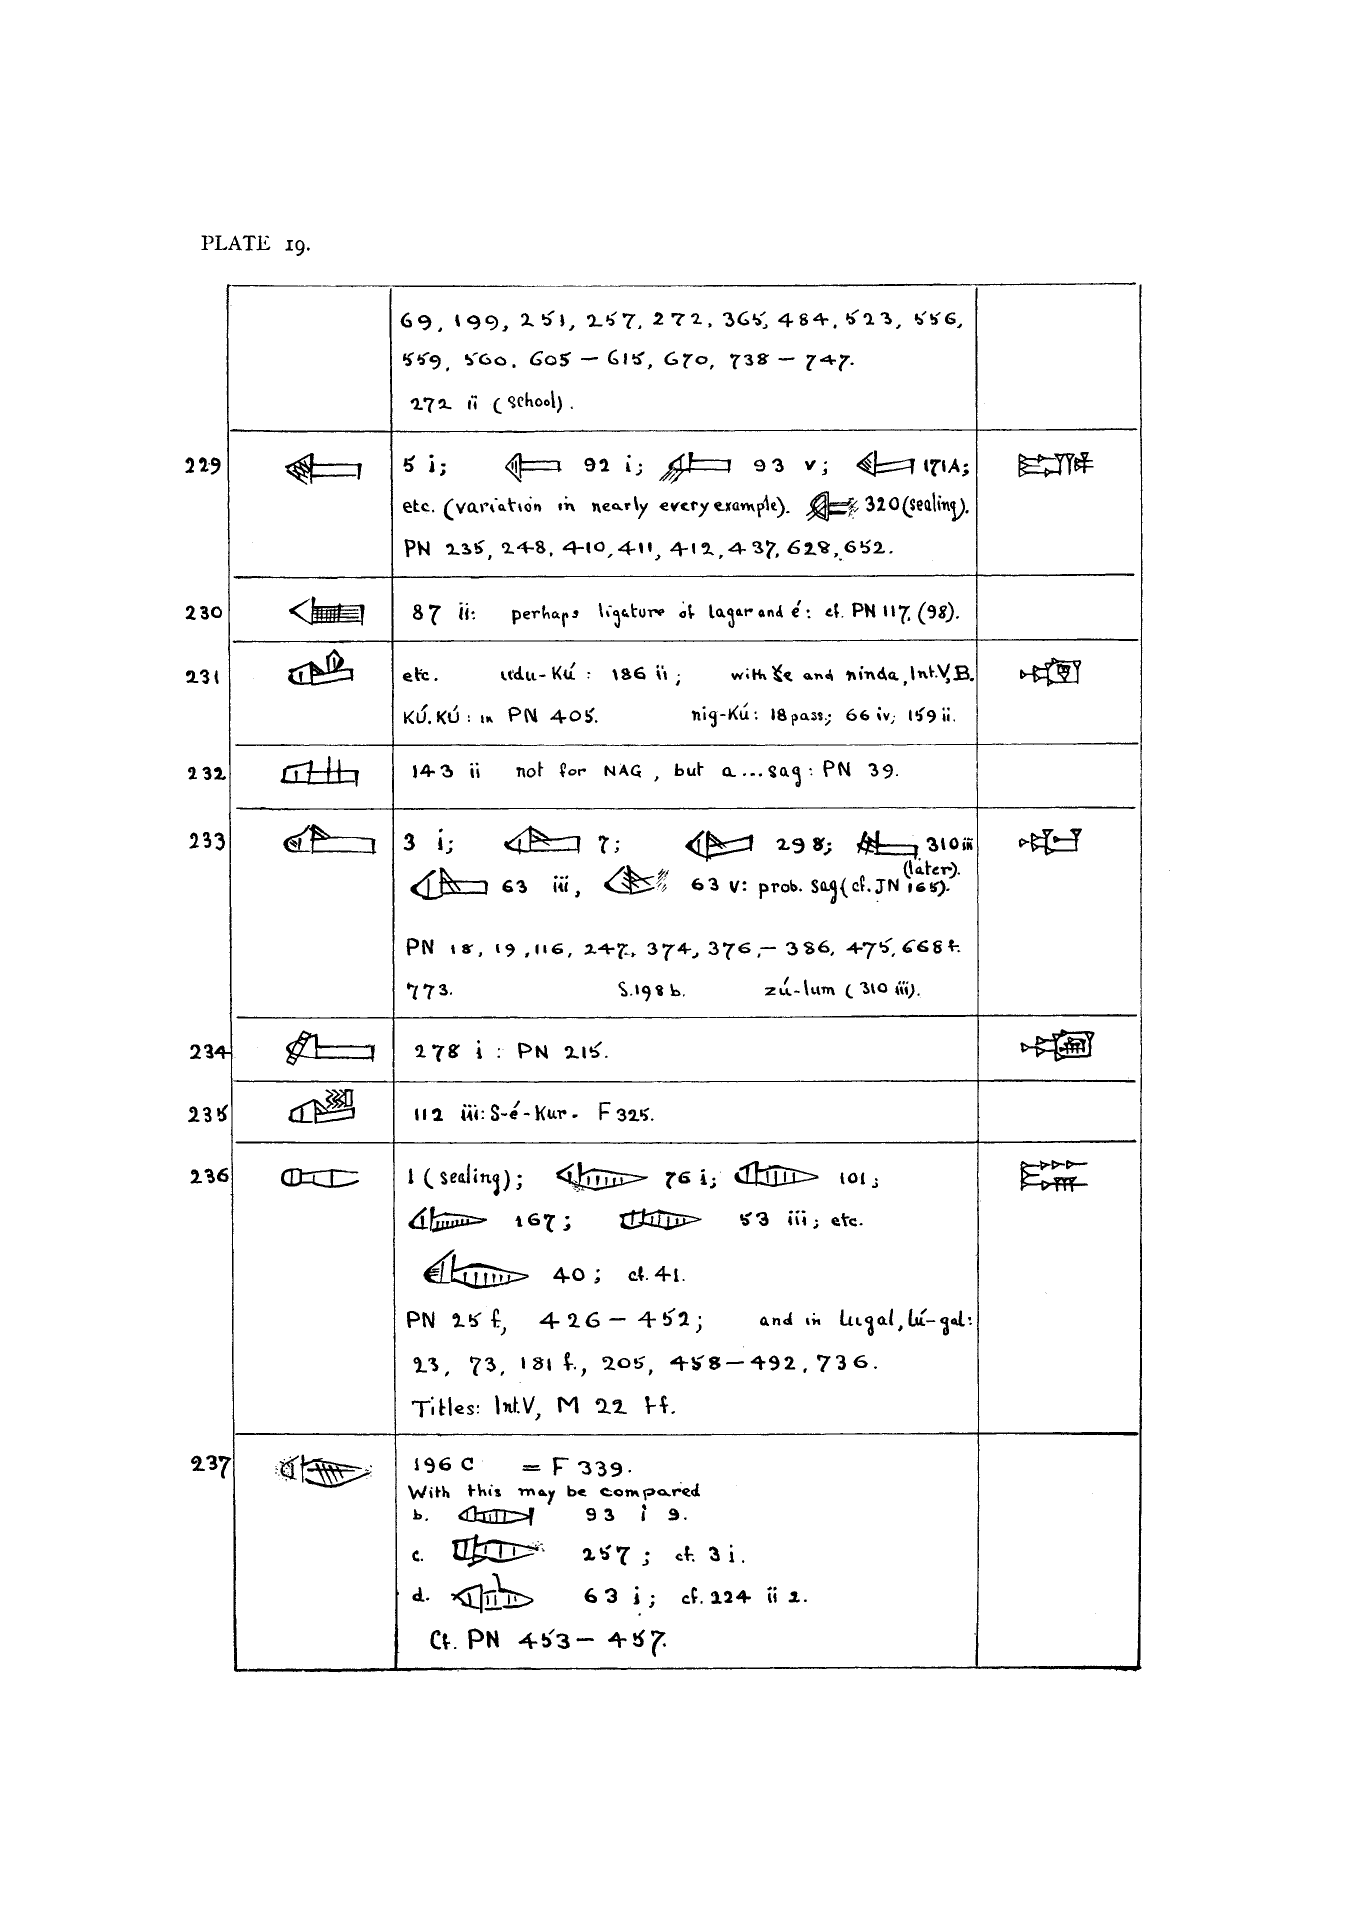 PLATE 19.
69, 199, 251, 257, 272, 365, 484, 523, 556,
559, 560, 605 – 615, 670, 738 – 747.
272 ii (school).
229 5 i; 92 i; 93 v; 171A;
etc. (variation in nearly every example). 320 (sealing).
PN 235, 248, 410, 411, 412, 437, 628, 652.
230 87 ii: perhaps ligature of lagar and é: cf. PN 117, (98).
231 etc. udu-KÚ: 186 ii; with še and ninda, Int.V, B.
KÚ.KÚ: in PN 405. nig-KÚ: 18 pass; 66 iv; 159 ii.
232 143 ii not for NAG, but a...sag: PN 39.
233 3 i; 7; 298; 310 iii
(later).
63 iii, 63 v: prob. sag (cf. JN 165).
PN 18, 19, 116, 247, 374, 376, – 386, 475, 668 f.
773. S.198 b. zú-lum (310 iii).
234 278 i: PN 215.
235 112 iii: S-é-Kur. F 325.
236 1 (sealing); 76 i; 101;
167; 53 iii; etc.
40; cf. 41.
PN 25 f, 426 – 452; and in lugal, lú-gal:
23, 73, 181 f., 205, 458 – 492, 736.
Titles: Int.V, M 22 ff.
237 196 C = F 339.
With this may be compared
b. 93 i 9.
c. 257; cf. 3 i.
d. 63 i; cf. 224 ii 2.
Cf. PN 453 – 457.